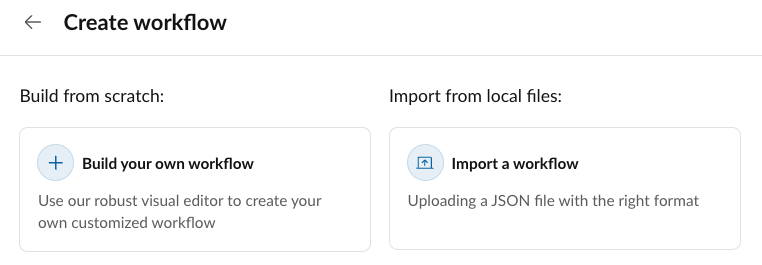 Create workflow
Build from scratch:
Import from local files:
Build your own workflow
Use our robust visual editor to create your
own customized workflow
Import a workflow
Uploading a JSON file with the right format